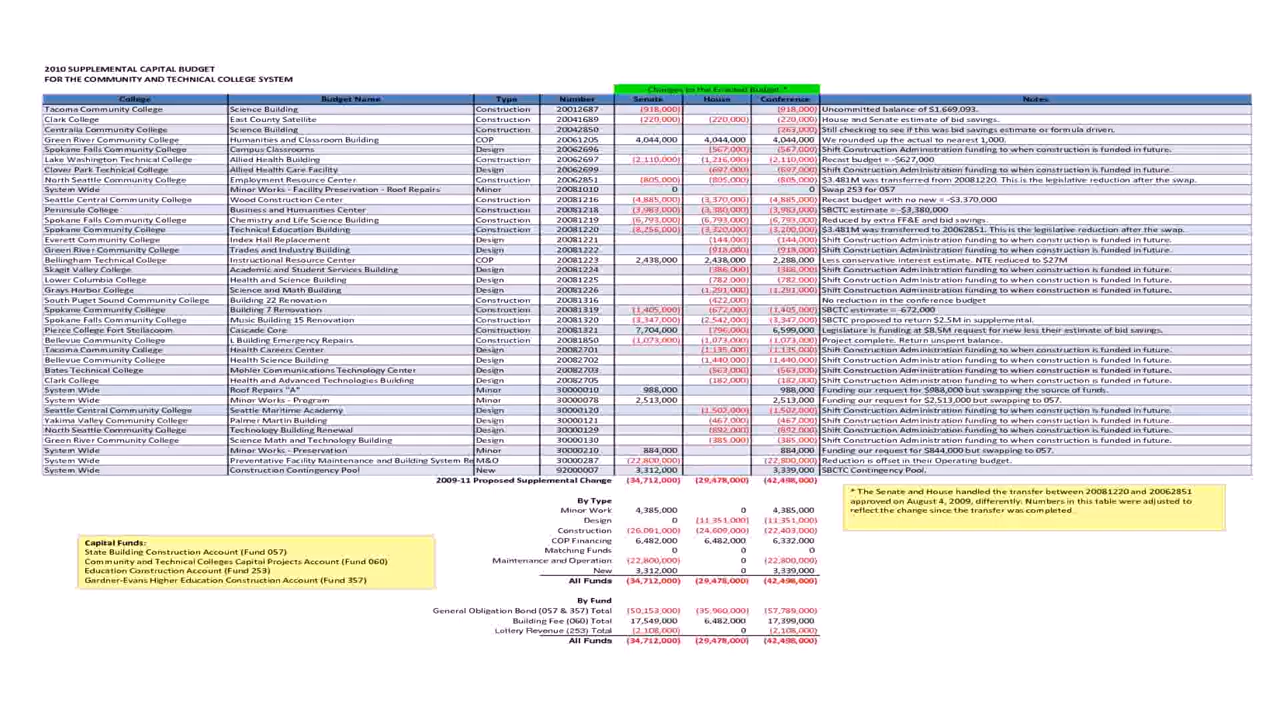 2010 SUPPLEMENTAL CAPITAL BUDGET
FOR THE COMMUNITY AND TECHNICAL COLLEGE SYSTEM
Changes to the Enacted Budget *
College Budget Name Type Number Senate House Conference Notes
Tacoma Community College Science Building Construction 20012687 (918,000) (918,000) Uncommitted balance of $1,669,093.
Clark College East County Satellite Construction 20041689 (220,000) (220,000) (220,000) House and Senate estimate of bid savings.
Centralia Community College Science Building Construction 20042850 (263,000) Still checking to see if this was bid savings estimate or formula driven.
Green River Community College Humanities and Classroom Building COP 20061205 4,044,000 4,044,000 4,044,000 We rounded up the actual to nearest 1,000.
Spokane Falls Community College Campus Classrooms Design 20062696 (567,000) (567,000) Shift Construction Administration funding to when construction is funded in future.
Lake Washington Technical College Allied Health Building Construction 20062697 (2,110,000) (1,216,000) (2,110,000) Recast budget = -$627,000
Clover Park Technical College Allied Health Care Facility Design 20062699 (697,000) (697,000) Shift Construction Administration funding to when construction is funded in future.
North Seattle Community College Employment Resource Center Construction 20062851 (805,000) (805,000) (805,000) $3.481M was transferred from 20081220. This is the legislative reduction after the swap.
System Wide Minor Works - Facility Preservation - Roof Repairs Minor 20081010 0 0 Swap 253 for 057
Seattle Central Community College Wood Construction Center Construction 20081216 (4,885,000) (3,370,000) (4,885,000) Recast budget with no new = -$3,370,000
Peninsula College Business and Humanities Center Construction 20081218 (3,983,000) (3,380,000) (3,983,000) SBCTC estimate = -$3,380,000
Spokane Falls Community College Chemistry and Life Science Building Construction 20081219 (6,793,000) (6,793,000) (6,793,000) Reduced by extra FF&E and bid savings.
Spokane Falls Community College Technical Education Building Construction 20081220 (8,256,000) (3,320,000) (3,200,000) $3.481M was transferred to 20062851. This is the legislative reduction after the swap.
Everett Community College Index Hall Replacement Design 20081221 (144,000) (144,000) Shift Construction Administration funding to when construction is funded in future.
Green River Community College Trades and Industry Building Design 20081222 (918,000) (918,000) Shift Construction Administration funding to when construction is funded in future.
Bellingham Technical College Instructional Resource Center COP 20081223 2,438,000 2,438,000 2,288,000 Less conservative interest estimate. NTE reduced to $27M
Skagit Valley College Academic and Student Services Building Design 20081224 (386,000) (386,000) Shift Construction Administration funding to when construction is funded in future.
Lower Columbia College Health and Science Building Design 20081225 (782,000) (782,000) Shift Construction Administration funding to when construction is funded in future.
Grays Harbor College Science and Math Building Design 20081226 (1,291,000) (1,291,000) Shift Construction Administration funding to when construction is funded in future.
South Puget Sound Community College Building 22 Renovation Construction 20081316 (422,000) No reduction in the conference budget
Spokane Community College Building 7 Renovation Construction 20081319 (1,405,000) (672,000) (1,405,000) SBCTC estimate = -672,000
Spokane Falls Community College Music Building 15 Renovation Construction 20081320 (3,347,000) (2,542,000) (3,347,000) SBCTC proposed to return $2.5M in supplemental.
Pierce College Fort Steilacoom Cascade Core Construction 20081321 7,704,000 (796,000) 6,599,000 Legislature is funding at $8.5M request for new less their estimate of bid savings.
Bellevue Community College L Building Emergency Repairs Construction 20081850 (1,073,000) (1,073,000) (1,073,000) Project complete. Return unspent balance.
Tacoma Community College Health Careers Center Design 20082701 (1,135,000) (1,135,000) Shift Construction Administration funding to when construction is funded in future.
Bellevue Community College Health Science Building Design 20082702 (1,440,000) (1,440,000) Shift Construction Administration funding to when construction is funded in future.
Bates Technical College Mohler Communications Technology Center Design 20082703 (563,000) (563,000) Shift Construction Administration funding to when construction is funded in future.
Clark College Health and Advanced Technologies Building Design 20082705 (182,000) (182,000) Shift Construction Administration funding to when construction is funded in future.
System Wide Roof Repairs "A" Minor 30000010 988,000 988,000 Funding our request for $988,000 but swapping the source of funds.
System Wide Minor Works - Program Minor 30000078 2,513,000 2,513,000 Funding our request for $2,513,000 but swapping to 057.
Seattle Central Community College Seattle Maritime Academy Design 30000120 (1,502,000) (1,502,000) Shift Construction Administration funding to when construction is funded in future.
Yakima Valley Community College Palmer Martin Building Design 30000121 (467,000) (467,000) Shift Construction Administration funding to when construction is funded in future.
North Seattle Community College Technology Building Renewal Design 30000129 (892,000) (892,000) Shift Construction Administration funding to when construction is funded in future.
Green River Community College Science Math and Technology Building Design 30000130 (385,000) (385,000) Shift Construction Administration funding to when construction is funded in future.
System Wide Minor Works - Preservation Minor 30000210 884,000 884,000 Funding our request for $844,000 but swapping to 057.
System Wide Preventative Facility Maintenance and Building System Re M&O 30000287 (22,800,000) (22,800,000) Reduction is offset in their Operating budget.
System Wide Construction Contingency Pool New 92000007 3,312,000 3,339,000 SBCTC Contingency Pool.
2009-11 Proposed Supplemental Change (34,712,000) (29,478,000) (42,498,000)
* The Senate and House handled the transfer between 20081220 and 20062851
approved on August 4, 2009, differently. Numbers in this table were adjusted to
reflect the change since the transfer was completed
By Type
Minor Work 4,385,000 0 4,385,000
Design 0 (11,351,000) (11,351,000)
Construction (26,091,000) (24,609,000) (22,403,000)
COP Financing 6,482,000 6,482,000 6,332,000
Matching Funds 0 0 0
Maintenance and Operation (22,800,000) 0 (22,800,000)
New 3,312,000 0 3,339,000
All Funds (34,712,000) (29,478,000) (42,498,000)
Capital Funds:
State Building Construction Account (Fund 057)
Community and Technical Colleges Capital Projects Account (Fund 060)
Education Construction Account (Fund 253)
Gardner-Evans Higher Education Construction Account (Fund 357)
By Fund
General Obligation Bond (057 & 357) Total (50,153,000) (35,960,000) (57,789,000)
Building Fee (060) Total 17,549,000 6,482,000 17,399,000
Lottery Revenue (253) Total (2,108,000) 0 (2,108,000)
All Funds (34,712,000) (29,478,000) (42,498,000)